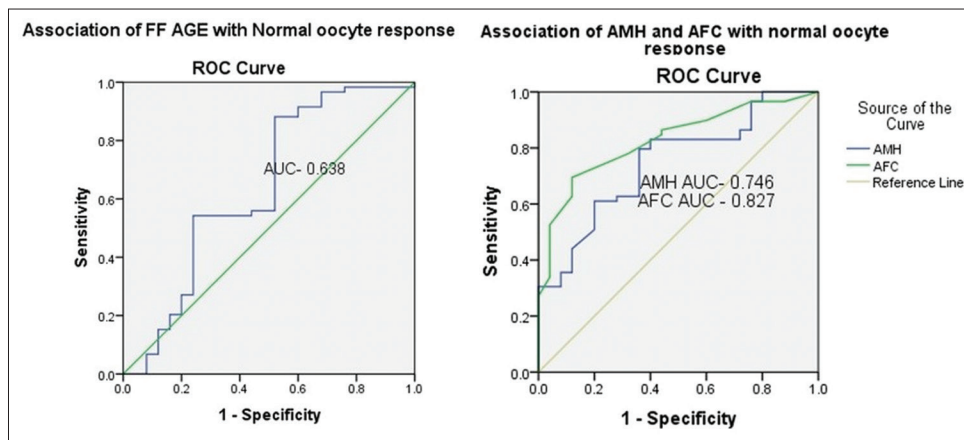 Association of FF AGE with Normal oocyte response
ROC Curve
1.0
0.8
0.6
0.4
0.2
0.0
AUC- 0.638
0.0 0.2 0.4 0.6 0.8 1.0
Sensitivity
1 - Specificity
Association of AMH and AFC with normal oocyte
response
ROC Curve
1.0
0.8
0.6
0.4
0.2
0.0
AMH AUC- 0.746
AFC AUC - 0.827
0.0 0.2 0.4 0.6 0.8 1.0
Sensitivity
1 - Specificity
Source of the
Curve
AMH
AFC
Reference Line